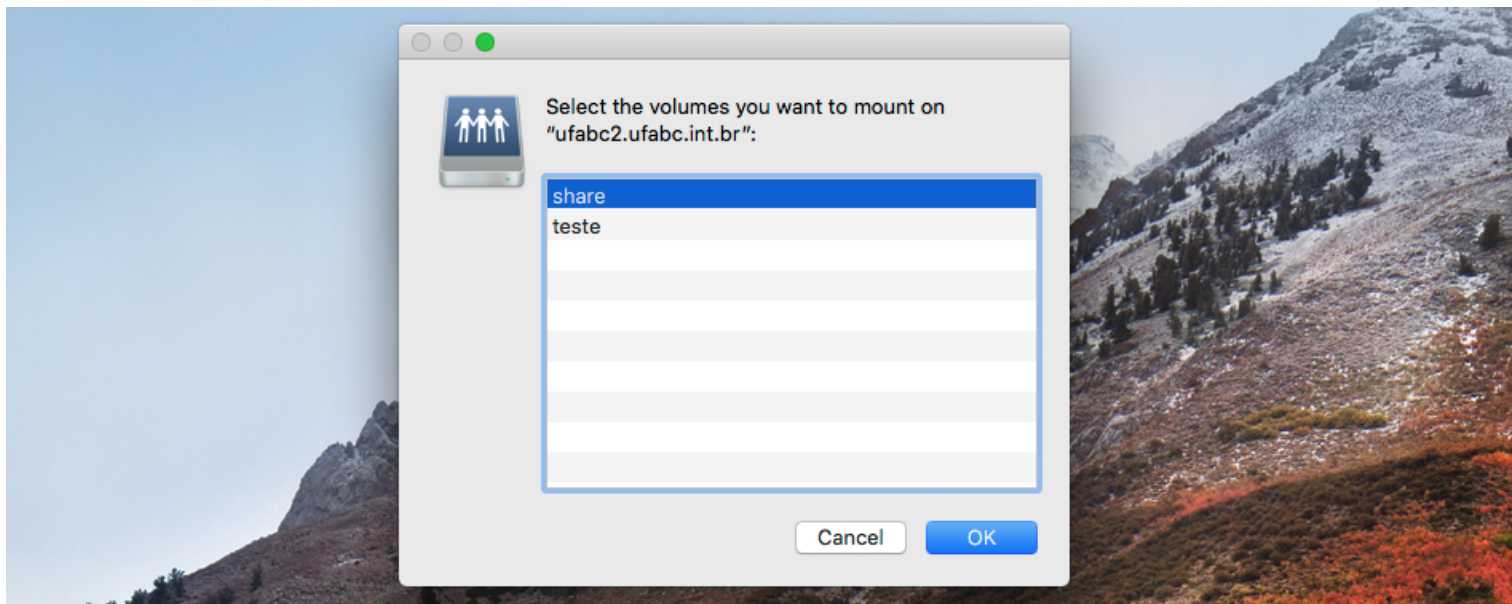 Select the volumes you want to mount on
“ufabc2.ufabc.int.br”:
share
teste
Cancel
OK